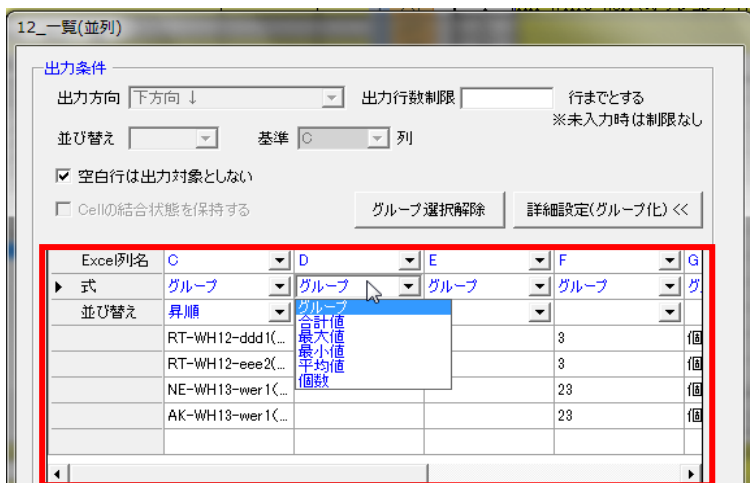 12_一覧(並列)
出力条件
出力方向 下方向 ↓ 出力行数制限 行までとする
※未入力時は制限なし
並び替え 基準 C 列
空白行は出力対象としない
Cellの結合状態を保持する グループ選択解除 詳細設定(グループ化) <<
Excel列名 C D E F G
式 グループ グループ グループ グループ
並び替え 昇順
グループ
合計値
最大値
最小値
平均値
個数
RT-WH12-ddd1(... 3 個
RT-WH12-eee2(... 3 個
NE-WH13-wer1(... 23 個
AK-WH13-wer1(... 23 個